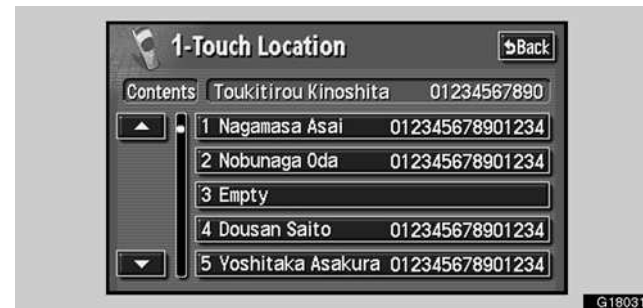 1-Touch Location
Back
Contents Toukitirou Kinoshita 01234567890
1 Nagamasa Asai 012345678901234
2 Nobunaga Oda 012345678901234
3 Empty
4 Dousan Saito 012345678901234
5 Yoshitaka Asakura 012345678901234
G18031